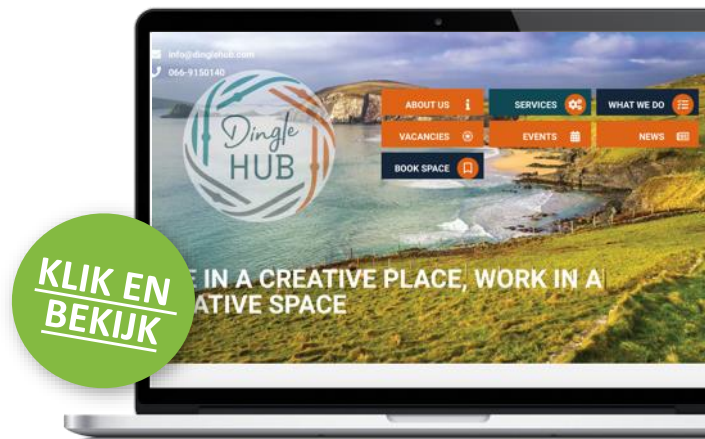 info@dinglehub.com
066-9150140
Dingle
HUB
ABOUT US
SERVICES
WHAT WE DO
VACANCIES
EVENTS
NEWS
BOOK SPACE
IN A CREATIVE PLACE, WORK IN A
ATIVE SPACE
KLIK EN
BEKIJK